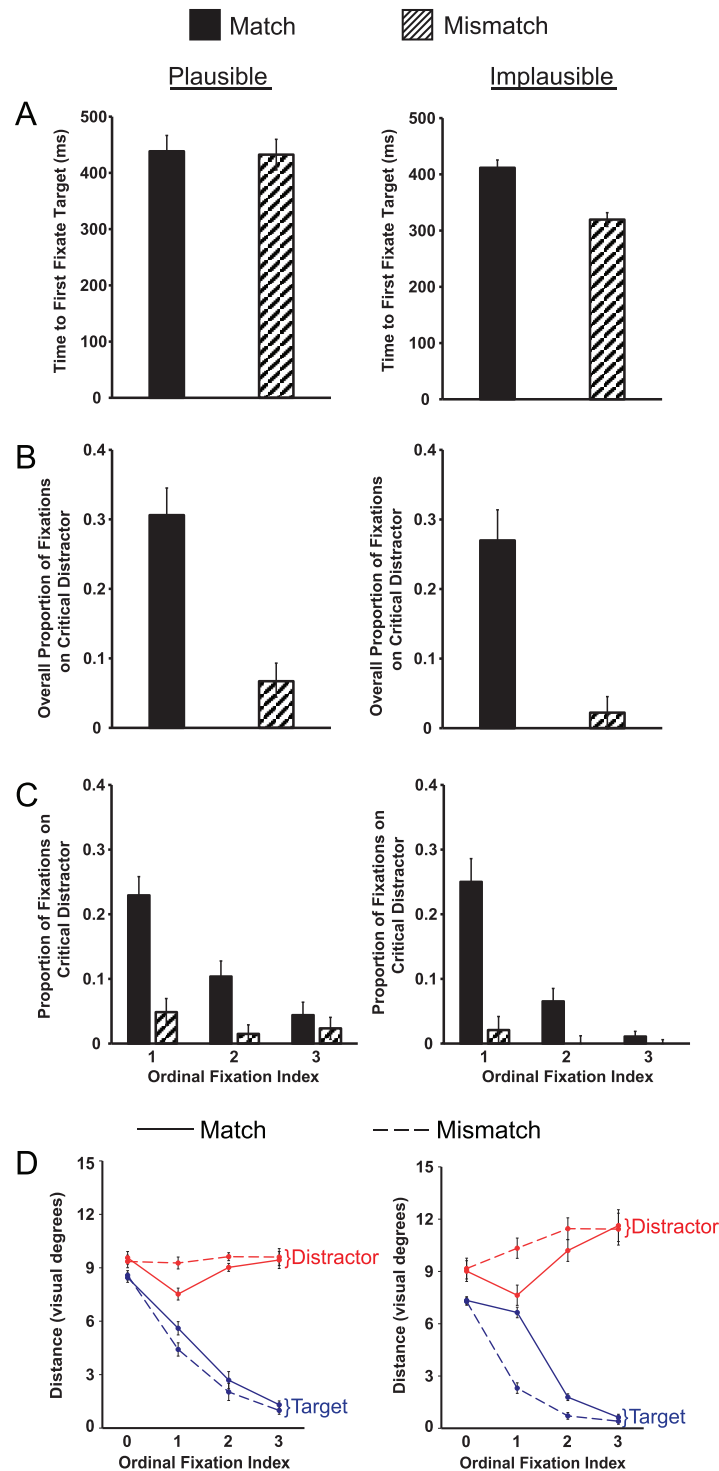 Match Mismatch
Plausible Implausible
A
Time to First Fixate Target (ms)
500
400
300
200
100
0
Time to First Fixate Target (ms)
500
400
300
200
100
0
B
Overall Proportion of Fixations
on Critical Distractor
0.4
0.3
0.2
0.1
0
Overall Proportion of Fixations
on Critical Distractor
0.4
0.3
0.2
0.1
0
C
Proportion of Fixations on
Critical Distractor
0.4
0.3
0.2
0.1
0
1 2 3
Ordinal Fixation Index
Proportion of Fixations on
Critical Distractor
0.4
0.3
0.2
0.1
0
1 2 3
Ordinal Fixation Index
Match Mismatch
D
Distance (visual degrees)
15
12
9
6
3
0
}Distractor
}Target
0 1 2 3
Ordinal Fixation Index
Distance (visual degrees)
15
12
9
6
3
0
}Distractor
}Target
0 1 2 3
Ordinal Fixation Index